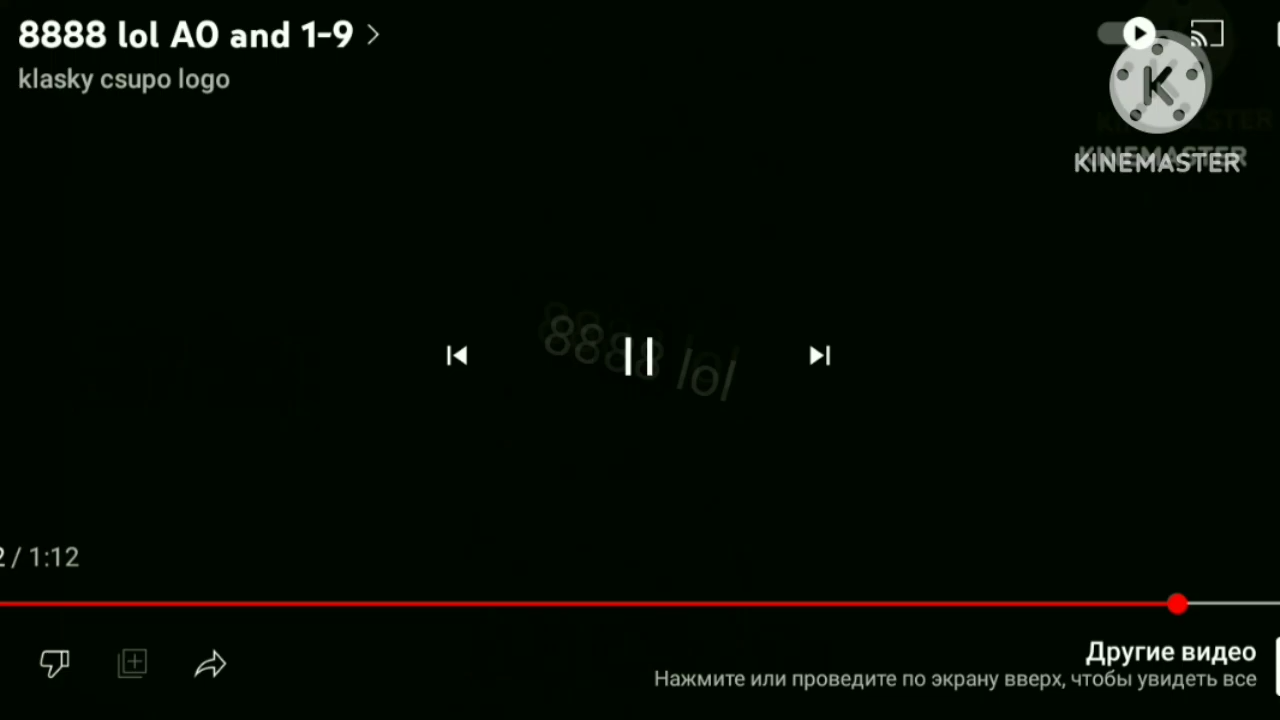 8888 lol AO and 1-9
klasky csupo logo
K
KINEMASTER
KINEMASTER
8888 lol
/ 1:12
Другие видео
Нажмите или проведите по экрану вверх, чтобы увидеть все